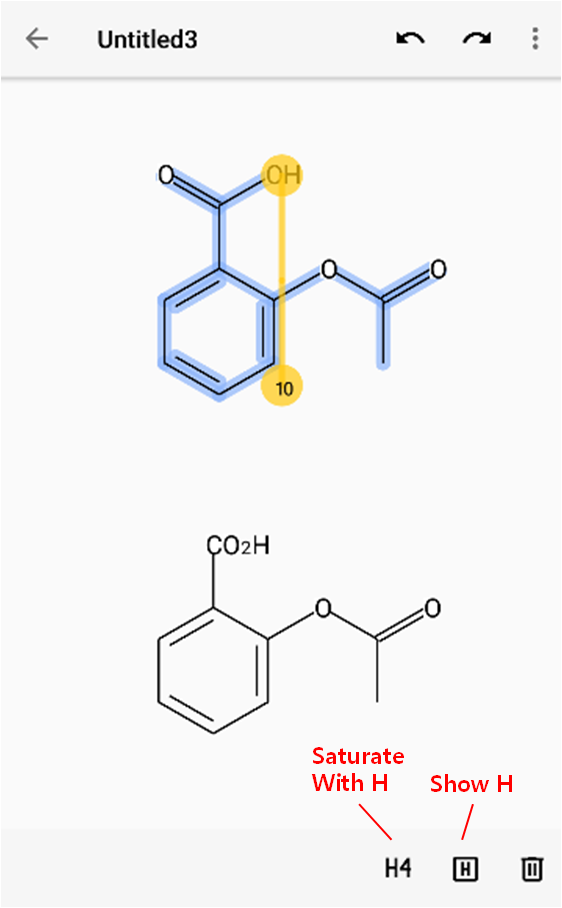 Untitled3
O OH
O O
10
CO2H
O O
Saturate
With H
Show H
H4 H